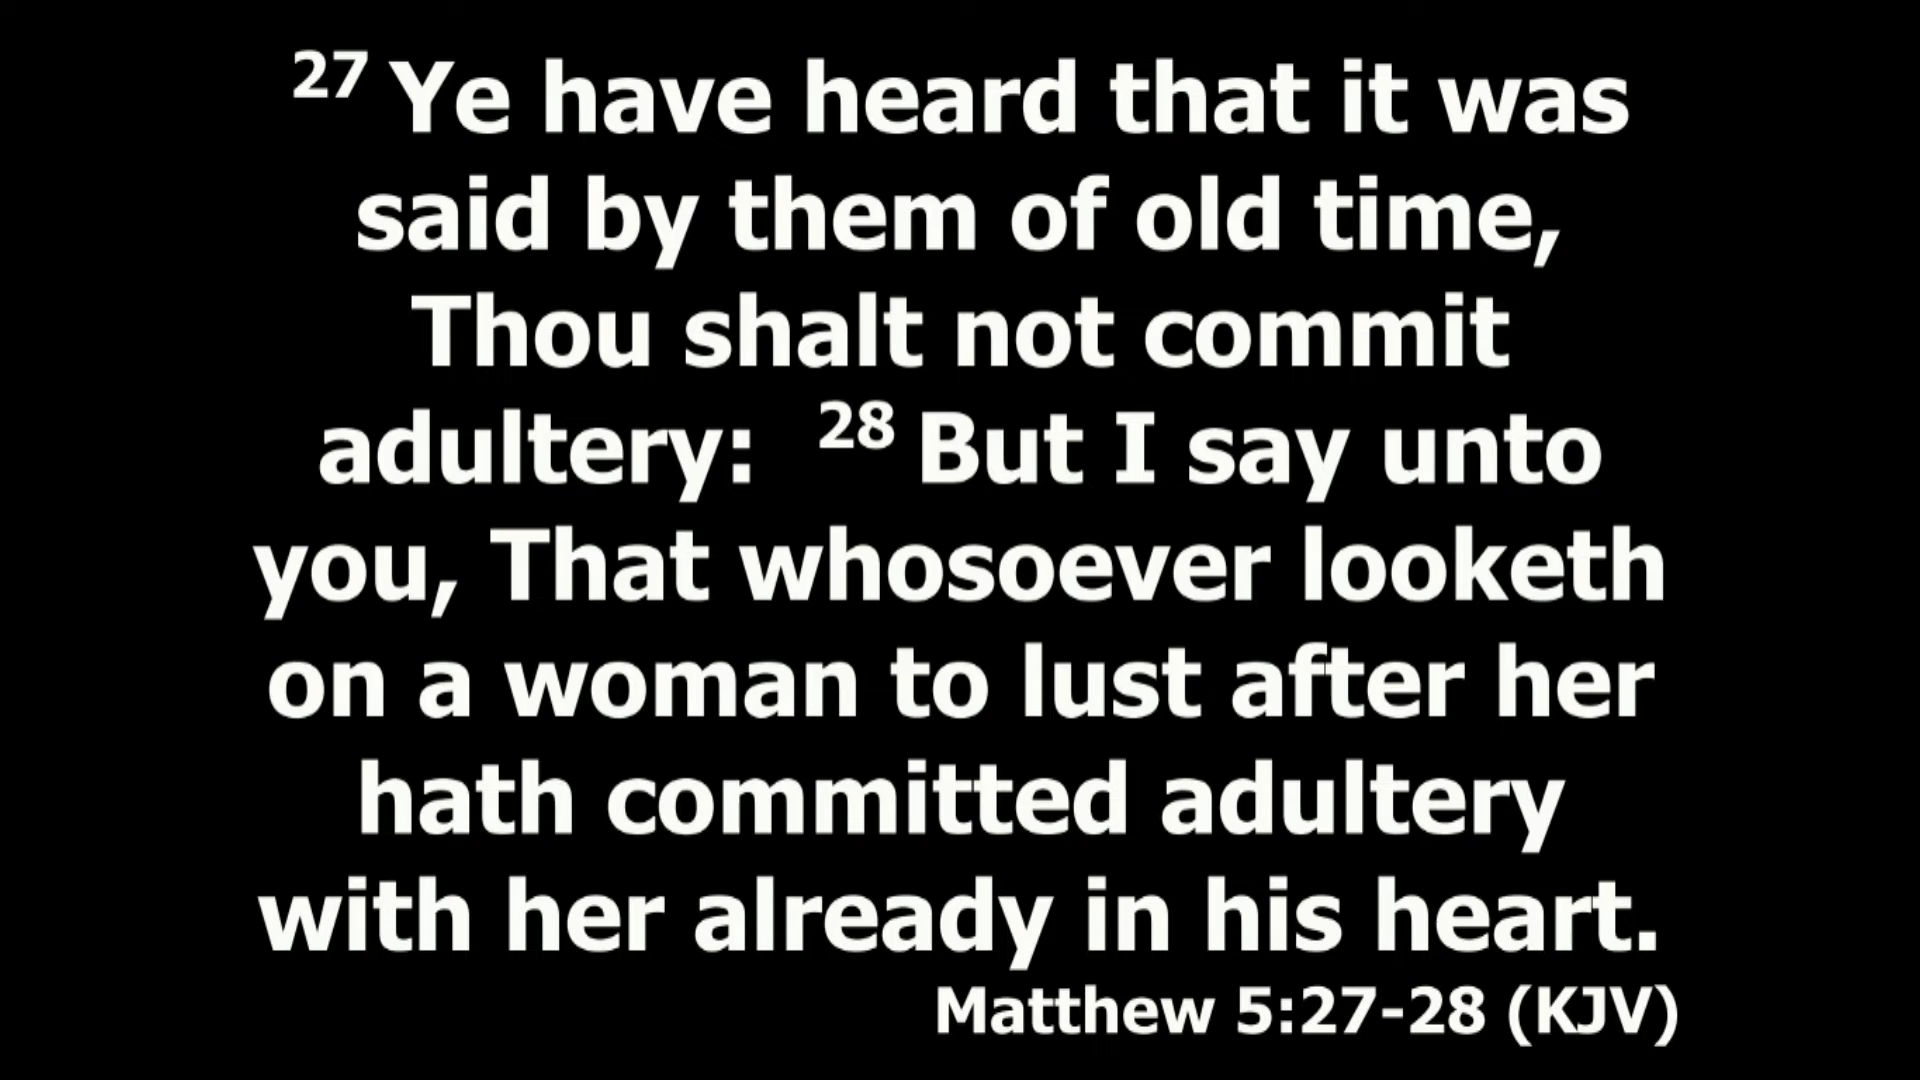 27 Ye have heard that it was
said by them of old time,
Thou shalt not commit
adultery: 28 But I say unto
you, That whosoever looketh
on a woman to lust after her
hath committed adultery
with her already in his heart.
Matthew 5:27-28 (KJV)